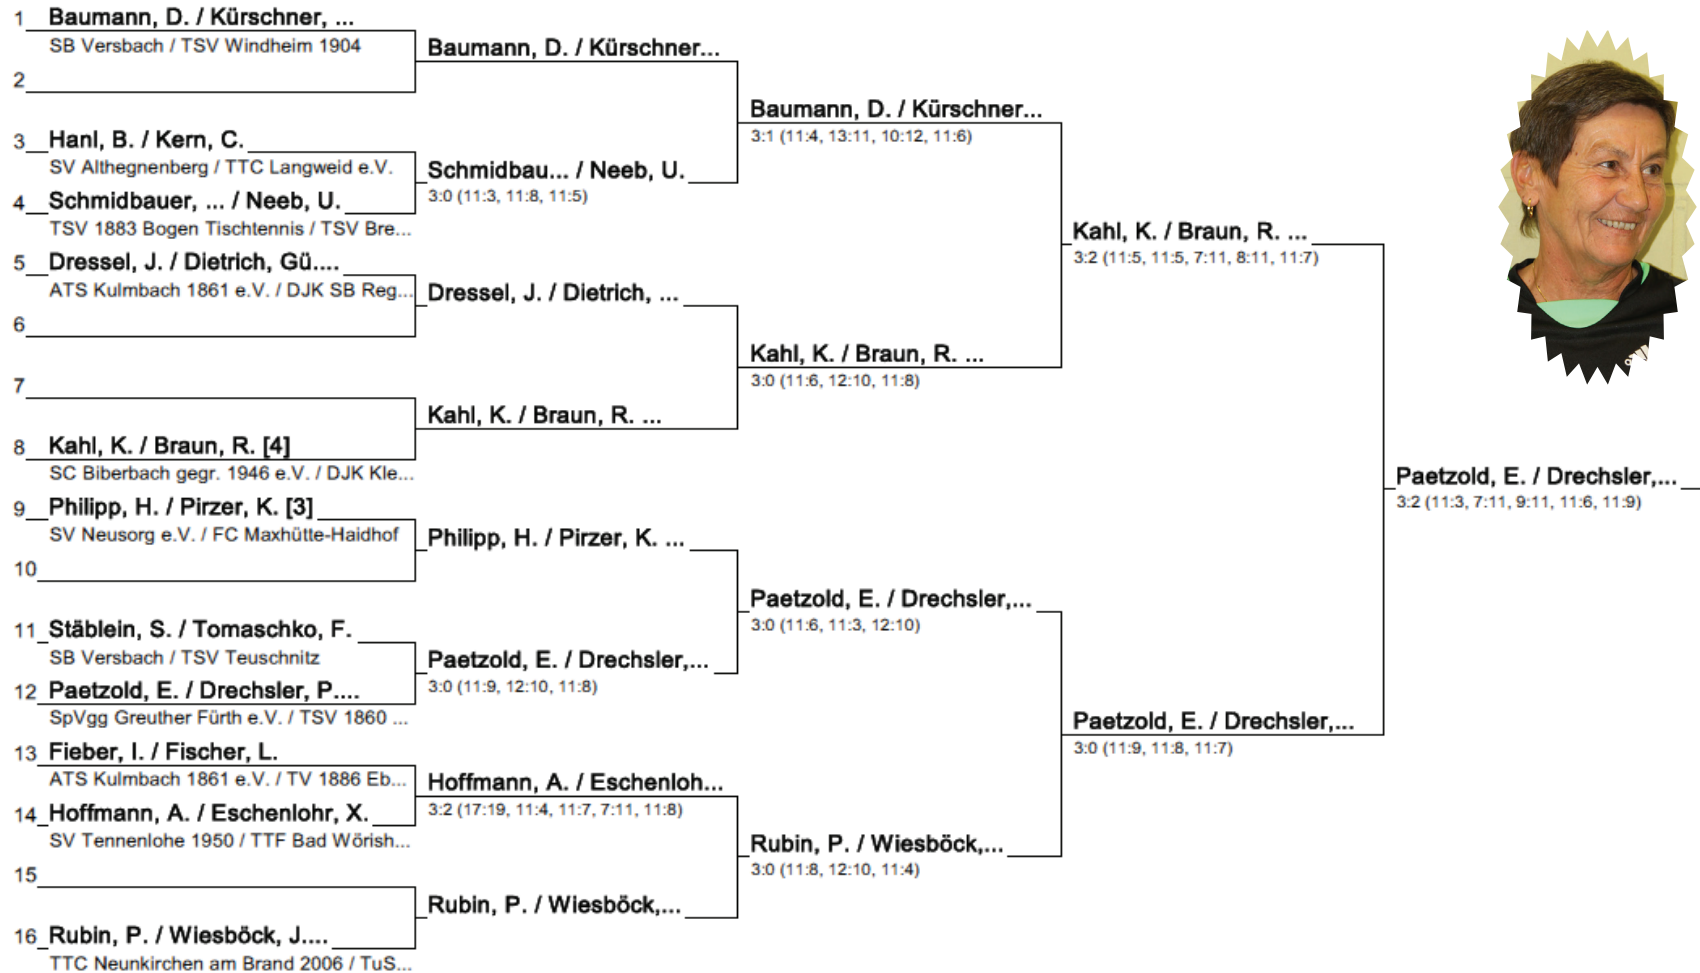 1 Baumann, D. / Kürschner, ...
SB Versbach / TSV Windheim 1904
2
3 Hanl, B. / Kern, C.
SV Althegnenberg / TTC Langweid e.V.
4 Schmidbauer, ... / Neeb, U.
TSV 1883 Bogen Tischtennis / TSV Bre...
5 Dressel, J. / Dietrich, Gü....
ATS Kulmbach 1861 e.V. / DJK SB Reg...
6
7
8 Kahl, K. / Braun, R. [4]
SC Biberbach gegr. 1946 e.V. / DJK Kle...
9 Philipp, H. / Pirzer, K. [3]
SV Neusorg e.V. / FC Maxhütte-Haidhof
10
11 Stäblein, S. / Tomaschko, F.
SB Versbach / TSV Teuschnitz
12 Paetzold, E. / Drechsler, P....
SpVgg Greuther Fürth e.V. / TSV 1860 ...
13 Fieber, I. / Fischer, L.
ATS Kulmbach 1861 e.V. / TV 1886 Eb...
14 Hoffmann, A. / Eschenlohr, X.
SV Tennenlohe 1950 / TTF Bad Wörish...
15
16 Rubin, P. / Wiesböck, J....
TTC Neunkirchen am Brand 2006 / TuS...
Baumann, D. / Kürschner...
Schmidbau... / Neeb, U.
3:0 (11:3, 11:8, 11:5)
Dressel, J. / Dietrich, ...
Kahl, K. / Braun, R. ...
Philipp, H. / Pirzer, K. ...
Paetzold, E. / Drechsler,...
3:0 (11:9, 12:10, 11:8)
Hoffmann, A. / Eschenloh...
3:2 (17:19, 11:4, 11:7, 7:11, 11:8)
Rubin, P. / Wiesböck,...
Baumann, D. / Kürschner...
3:1 (11:4, 13:11, 10:12, 11:6)
Kahl, K. / Braun, R. ...
3:0 (11:6, 12:10, 11:8)
Paetzold, E. / Drechsler,...
3:0 (11:6, 11:3, 12:10)
Rubin, P. / Wiesböck,...
3:0 (11:8, 12:10, 11:4)
Kahl, K. / Braun, R. ...
3:2 (11:5, 11:5, 7:11, 8:11, 11:7)
Paetzold, E. / Drechsler,...
3:0 (11:9, 11:8, 11:7)
Paetzold, E. / Drechsler,...
3:2 (11:3, 7:11, 9:11, 11:6, 11:9)